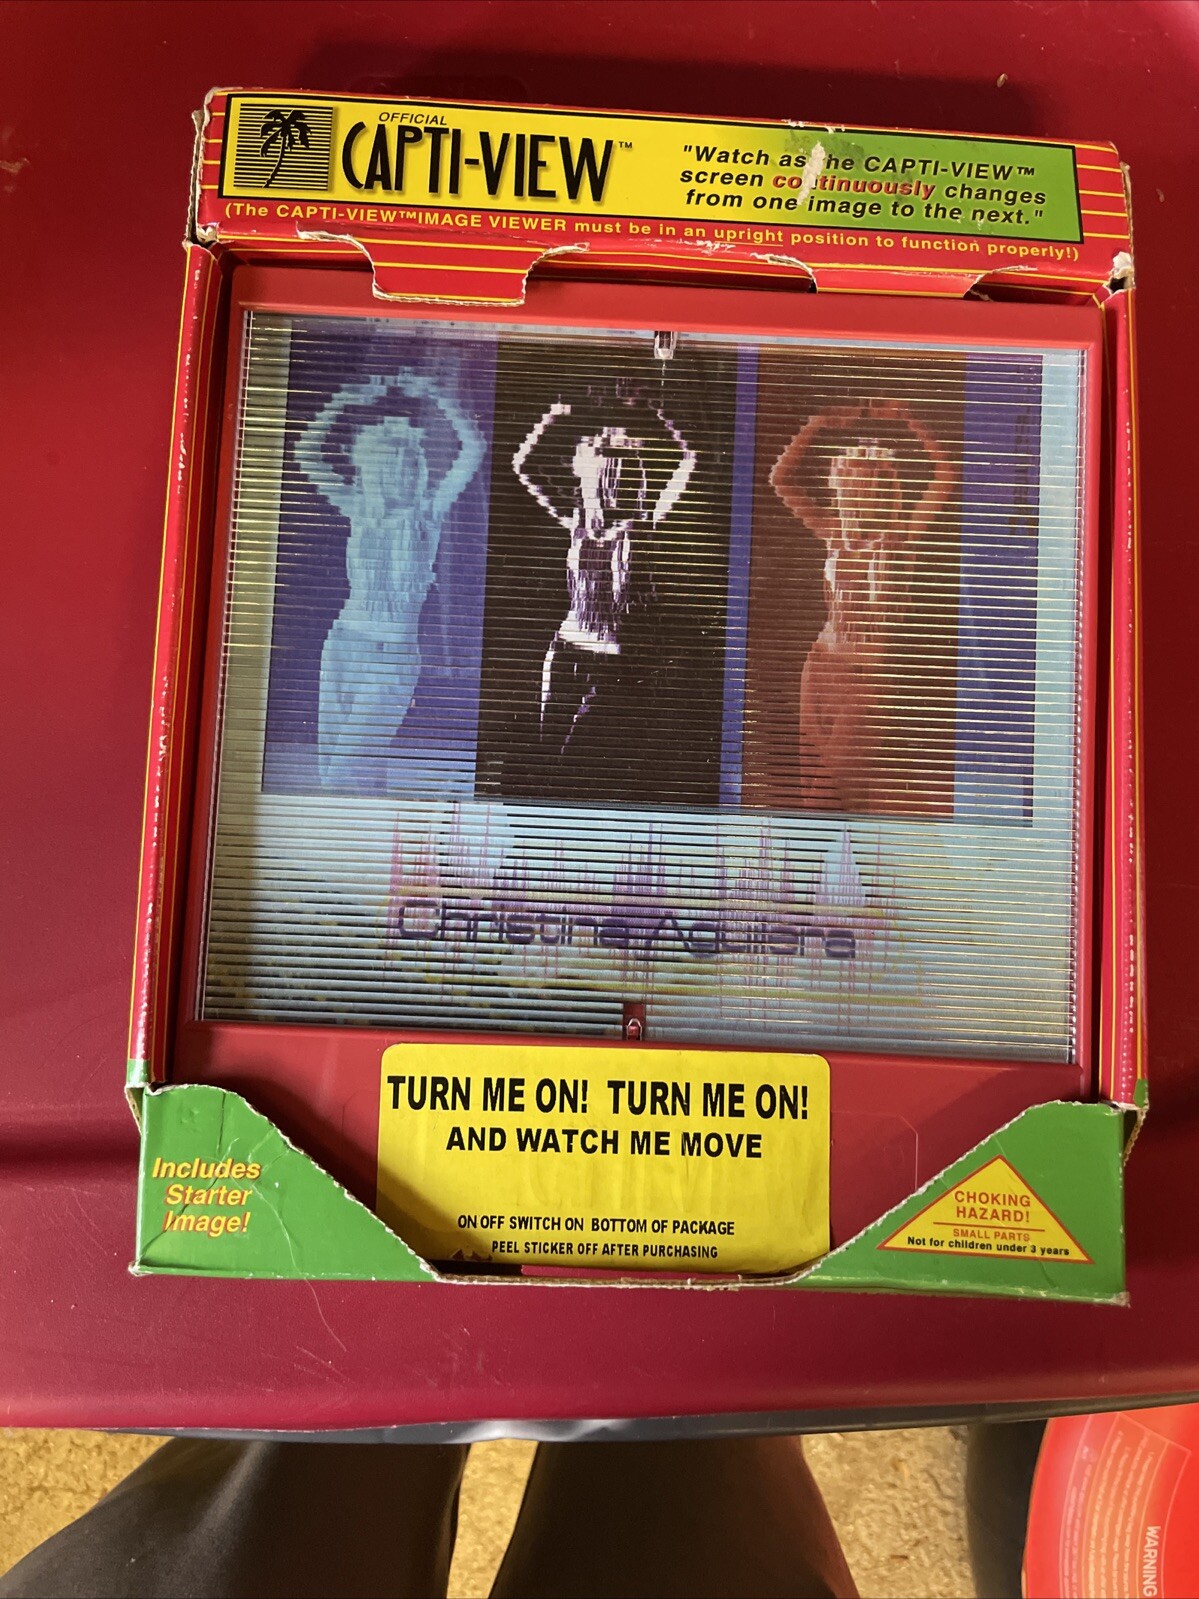 OFFICIAL
CAPTI-VIEW™
"Watch as the CAPTI-VIEW™
screen continuously changes
from one image to the next."
(The CAPTI-VIEW™IMAGE VIEWER must be in an upright position to function properly!)
Christina Aguilera
TURN ME ON! TURN ME ON!
AND WATCH ME MOVE
ON OFF SWITCH ON BOTTOM OF PACKAGE
PEEL STICKER OFF AFTER PURCHASING
Includes
Starter
Image!
CHOKING
HAZARD!
SMALL PARTS
Not for children under 3 years
WARNING